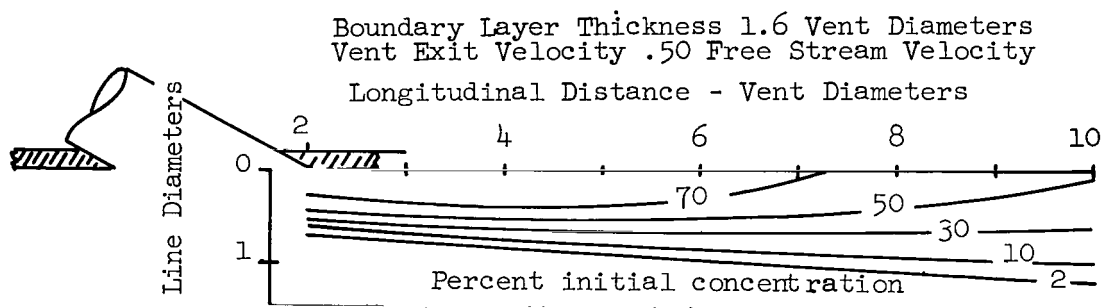 Boundary Layer Thickness 1.6 Vent Diameters
Vent Exit Velocity .50 Free Stream Velocity
Longitudinal Distance - Vent Diameters
2 4 6 8 10
Line Diameters
0
1
70
50
30
10
2
Percent initial concentration